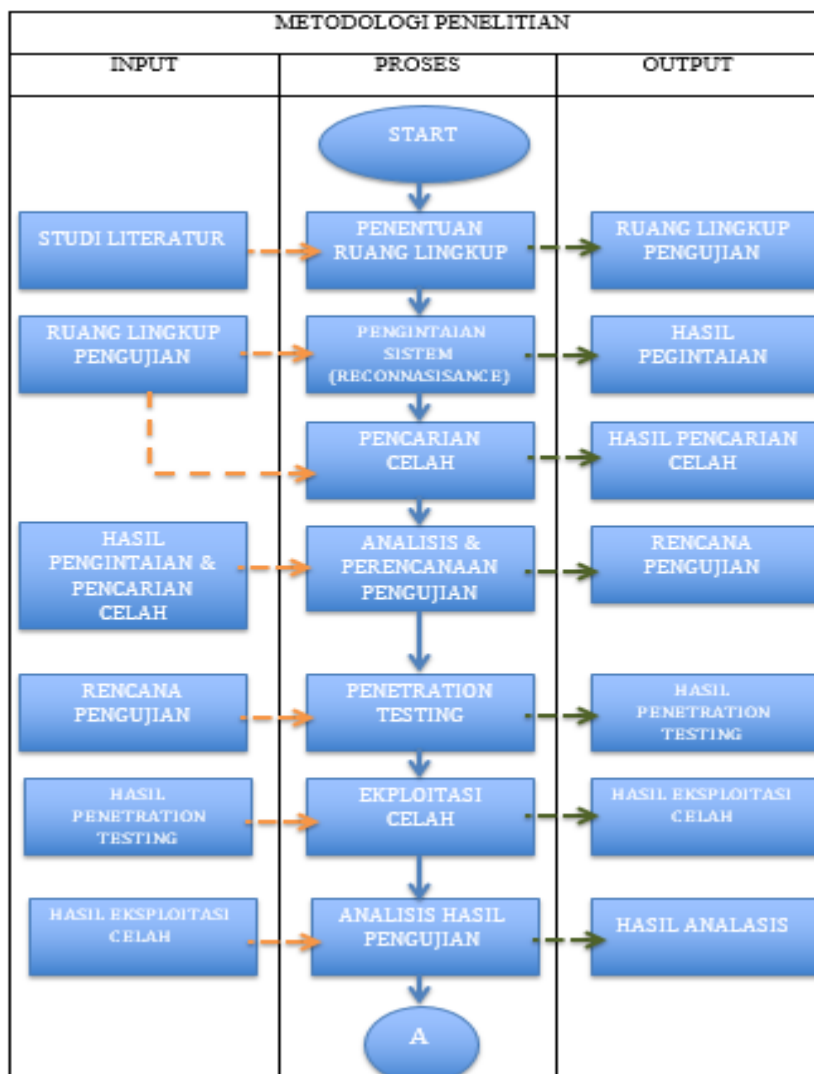 METODOLOGI PENELITIAN
INPUT
PROSES
OUTPUT
START
STUDI LITERATUR
PENENTUAN
RUANG LINGKUP
RUANG LINGKUP
PENGUJIAN
RUANG LINGKUP
PENGUJIAN
PENGINTAIAN
SISTEM
(RECONNASISANCE)
HASIL
PEGINTAIAN
PENCARIAN
CELAH
HASIL PENCARIAN
CELAH
HASIL
PENGINTAIAN &
PENCARIAN
CELAH
ANALISIS &
PERENCANAAN
PENGUJIAN
RENCANA
PENGUJIAN
RENCANA
PENGUJIAN
PENETRATION
TESTING
HASIL
PENETRATION
TESTING
HASIL
PENETRATION
TESTING
EKPLOITASI
CELAH
HASIL EKSPLOITASI
CELAH
HASIL EKSPLOITASI
CELAH
ANALISIS HASIL
PENGUJIAN
HASIL ANALASIS
A